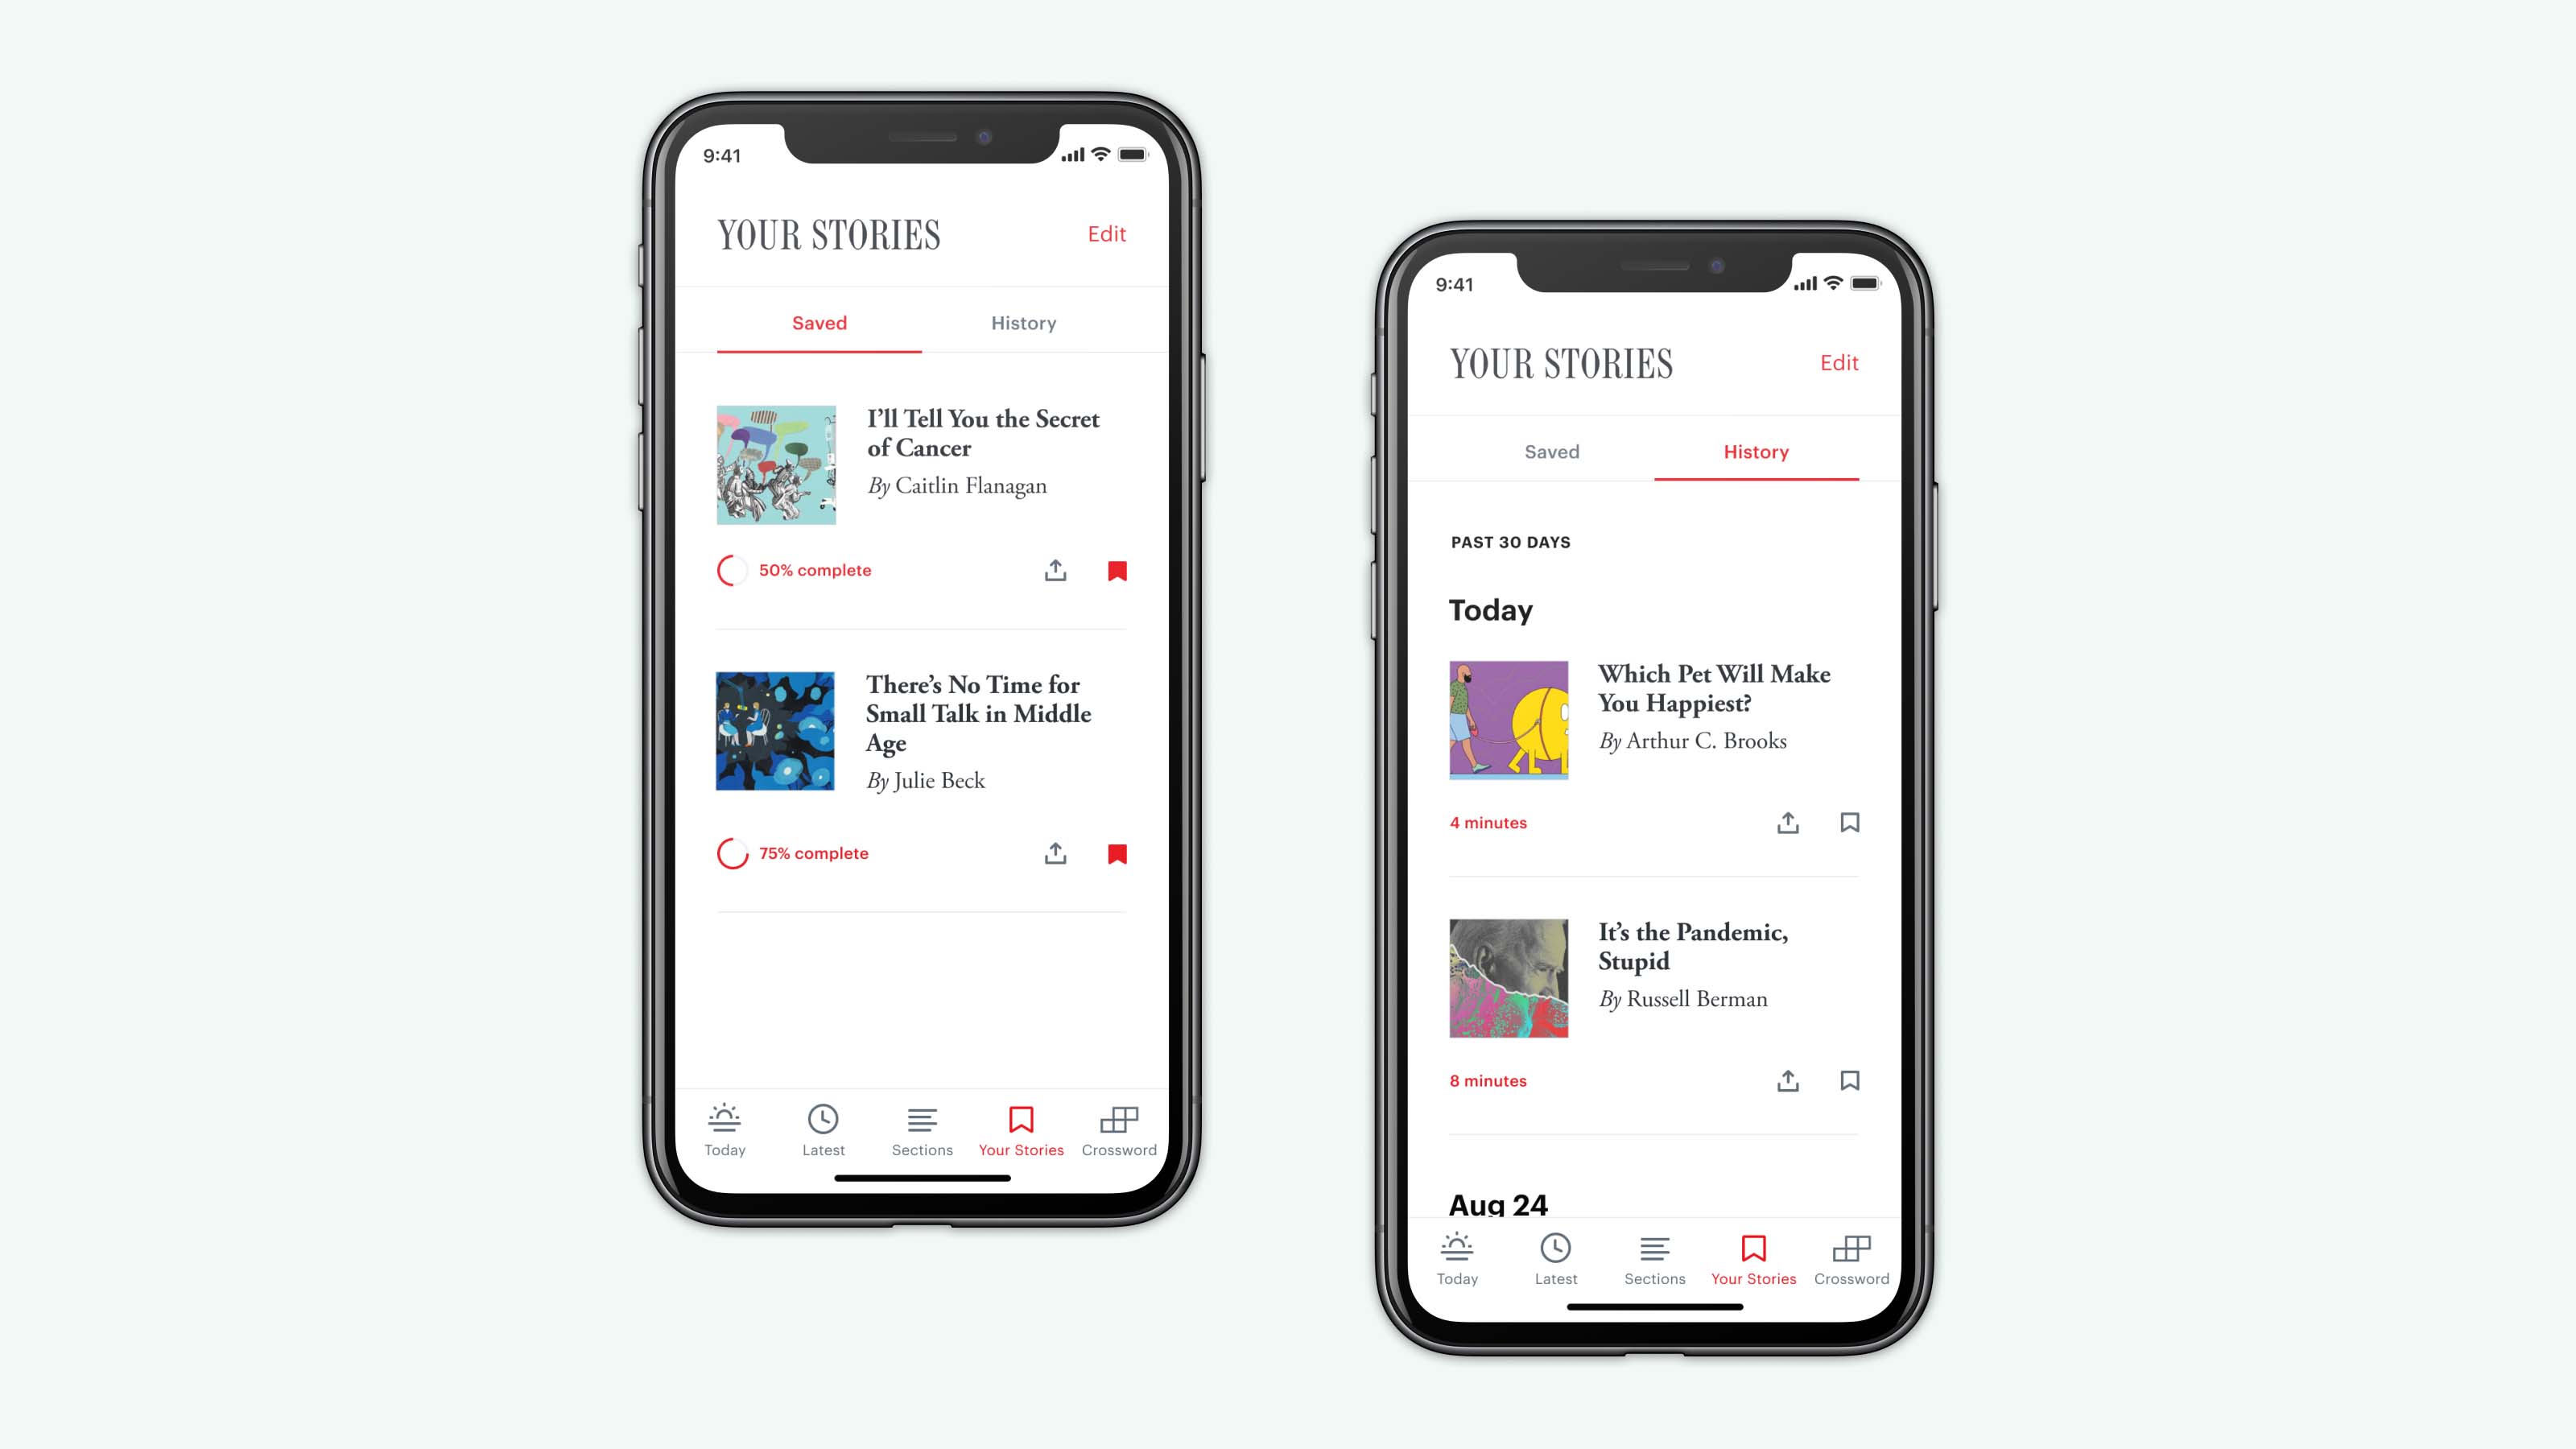 9:41
YOUR STORIES
Edit
Saved
History
I’ll Tell You the Secret
of Cancer
By Caitlin Flanagan
50% complete
There’s No Time for
Small Talk in Middle
Age
By Julie Beck
75% complete
Today
Latest
Sections
Your Stories
Crossword
9:41
YOUR STORIES
Edit
Saved
History
PAST 30 DAYS
Today
Which Pet Will Make
You Happiest?
By Arthur C. Brooks
4 minutes
It’s the Pandemic,
Stupid
By Russell Berman
8 minutes
Aug 24
Today
Latest
Sections
Your Stories
Crossword